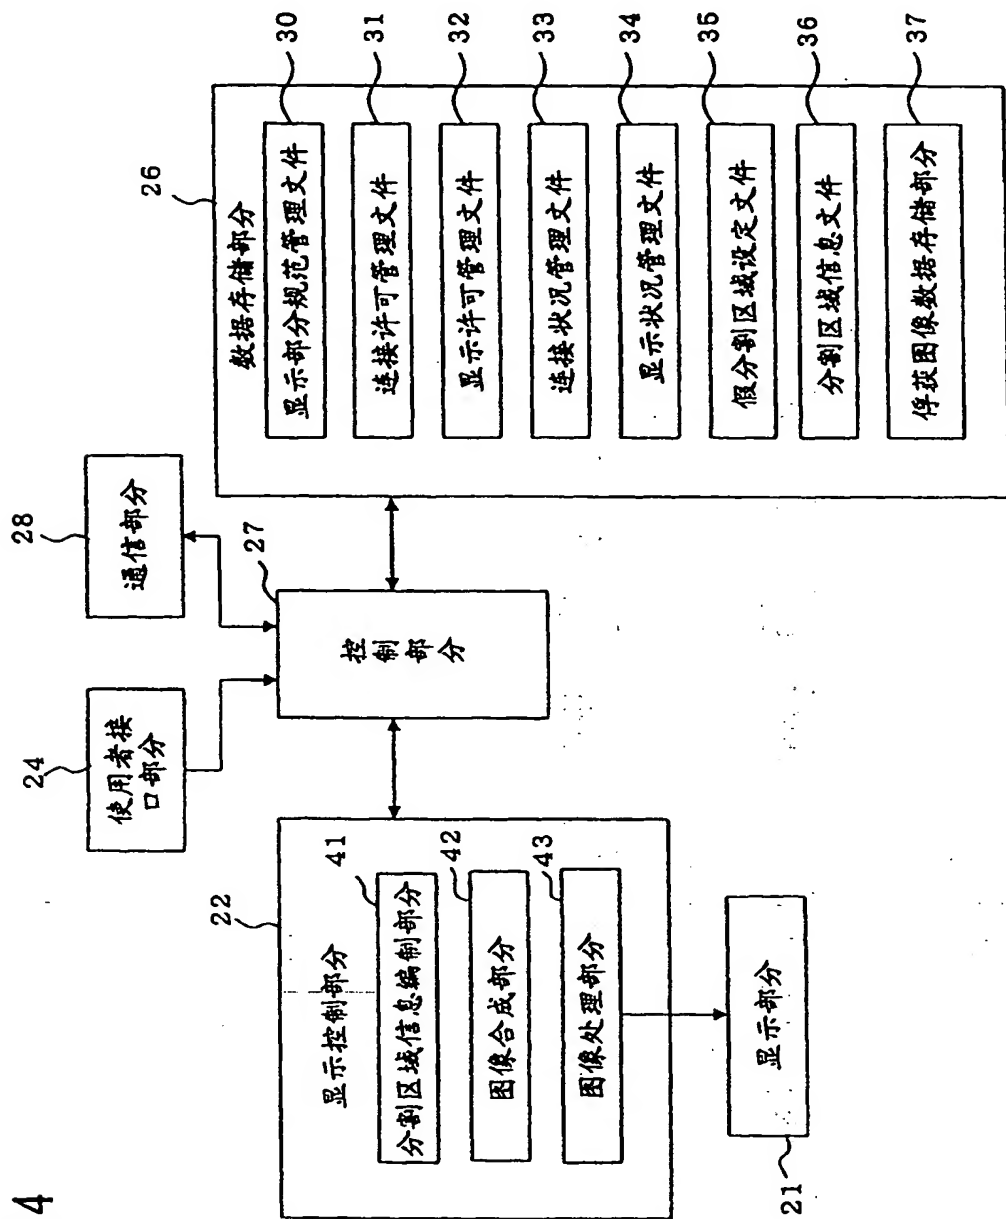 4
24
使用者接
口部分
28
通信部分
26
数据存储部分
显示部分规范管理文件
30
连接许可管理文件
31
显示许可管理文件
32
连接状况管理文件
33
显示状况管理文件
34
假分割区域设定文件
35
分割区域信息文件
36
俘获图像数据存储部分
37
27
控制
部分
22
显示控制部分
41
分割区域信息编制部分
42
图像合成部分
43
图像处理部分
显示部分
21